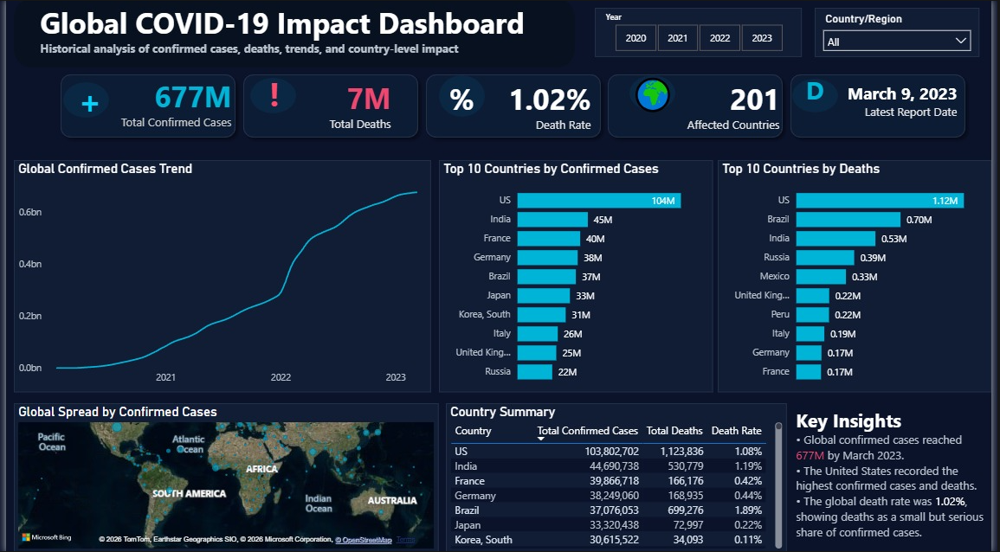 Global COVID-19 Impact Dashboard
Historical analysis of confirmed cases, deaths, trends, and country-level impact
Year
2020 2021 2022 2023
Country/Region
All
+
677M
Total Confirmed Cases
!
7M
Total Deaths
%
1.02%
Death Rate
201
Affected Countries
D
March 9, 2023
Latest Report Date
Global Confirmed Cases Trend
0.6bn
0.4bn
0.2bn
0.0bn
2021 2022 2023
Top 10 Countries by Confirmed Cases
US 104M
India 45M
France 40M
Germany 38M
Brazil 37M
Japan 33M
Korea, South 31M
Italy 26M
United King... 25M
Russia 22M
Top 10 Countries by Deaths
US 1.12M
Brazil 0.70M
India 0.53M
Russia 0.39M
Mexico 0.33M
United King... 0.22M
Peru 0.22M
Italy 0.19M
Germany 0.17M
France 0.17M
Global Spread by Confirmed Cases
Pacific
Ocean
Atlantic
Ocean
AFRICA
SOUTH AMERICA
Indian
Ocean
AUSTRALIA
Microsoft Bing
© 2026 TomTom, Earthstar Geographics SIO, © 2026 Microsoft Corporation, © OpenStreetMap Terms
Country Summary
Country Total Confirmed Cases Total Deaths Death Rate
US 103,802,702 1,123,836 1.08%
India 44,690,738 530,779 1.19%
France 39,866,718 166,176 0.42%
Germany 38,249,060 168,935 0.44%
Brazil 37,076,053 699,276 1.89%
Japan 33,320,438 72,997 0.22%
Korea, South 30,615,522 34,093 0.11%
Key Insights
• Global confirmed cases reached
677M by March 2023.
• The United States recorded the
highest confirmed cases and deaths.
• The global death rate was 1.02%,
showing deaths as a small but serious
share of confirmed cases.